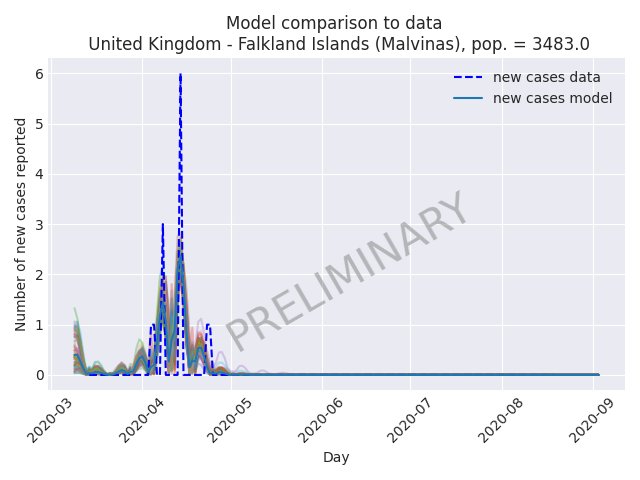 Model comparison to data
United Kingdom - Falkland Islands (Malvinas), pop. = 3483.0
new cases data
new cases model
Number of new cases reported
6
5
4
3
2
1
0
PRELIMINARY
2020-03
2020-04
2020-05
2020-06
2020-07
2020-08
2020-09
Day